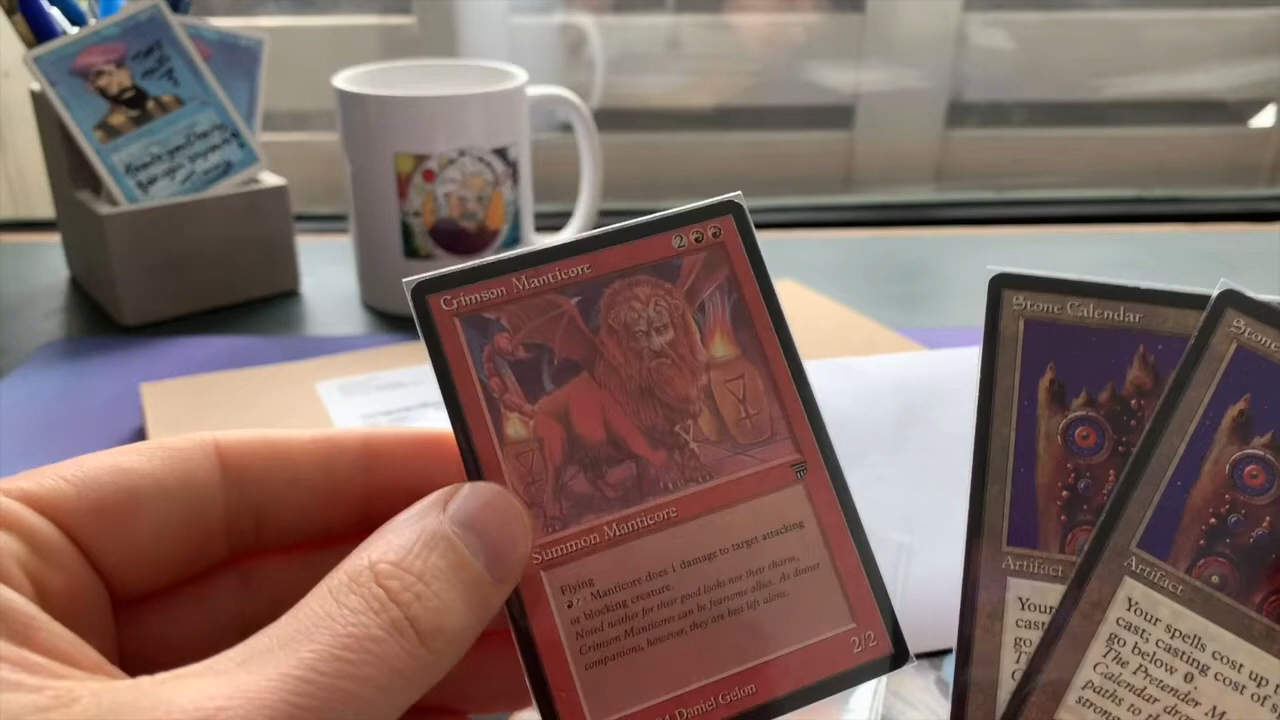 Crimson Manticore
2
Summon Manticore
Flying
: Manticore does 1 damage to target attacking
or blocking creature.
Noted neither for their good looks nor their charm,
Crimson Manticores can be fearsome allies. As dinner
companions, however, they are best left alone.
2/2
Daniel Gelon
Stone Calendar
Artifact
Your
cast
go
Stone
Artifact
Your spells cost up
cast; casting cost of
go below 0.
The Pretender
Calendar
paths to